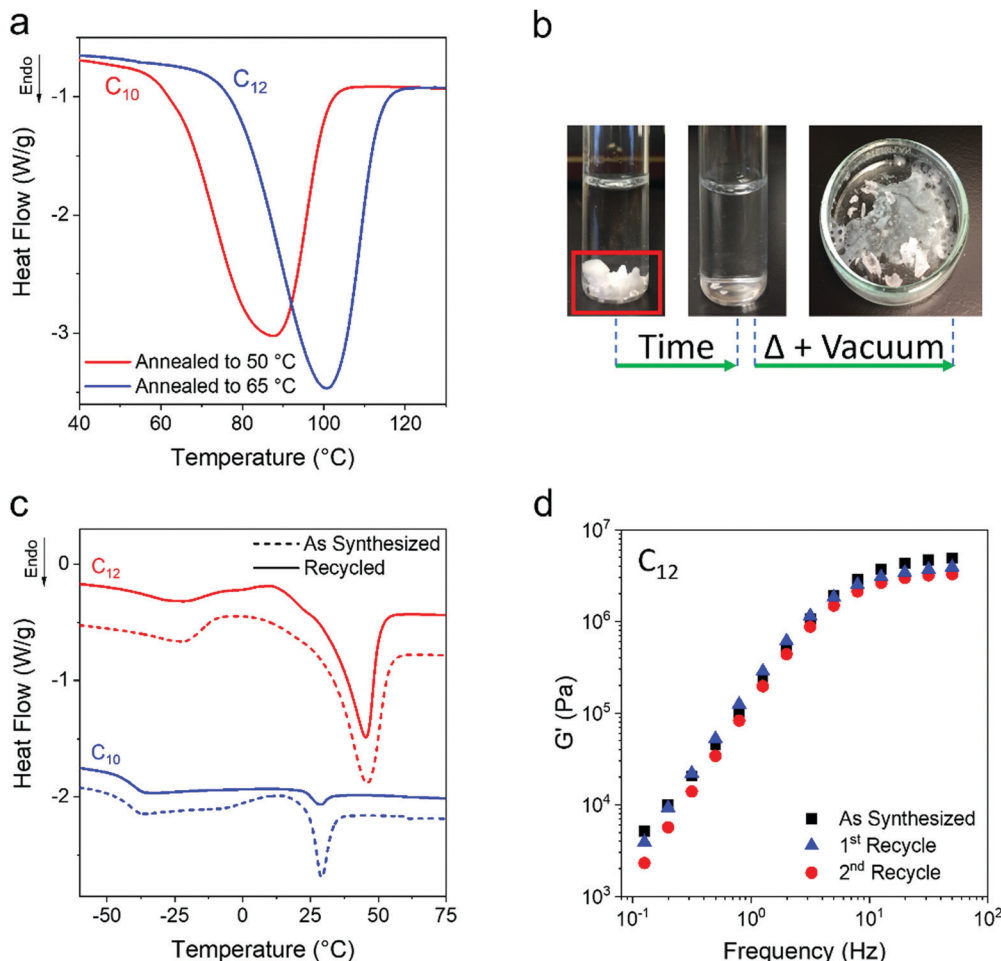 a
Endo
Heat Flow (W/g)
-1
-2
-3
C10
C12
Annealed to 50 °C
Annealed to 65 °C
40 60 80 100 120
Temperature (°C)
b
Time
Δ + Vacuum
c
Endo
Heat Flow (W/g)
0
-1
-2
C12
C10
As Synthesized
Recycled
-50 -25 0 25 50 75
Temperature (°C)
d
C12
G' (Pa)
10⁷
10⁶
10⁵
10⁴
10³
As Synthesized
1st Recycle
2nd Recycle
10⁻¹ 10⁰ 10¹ 10²
Frequency (Hz)